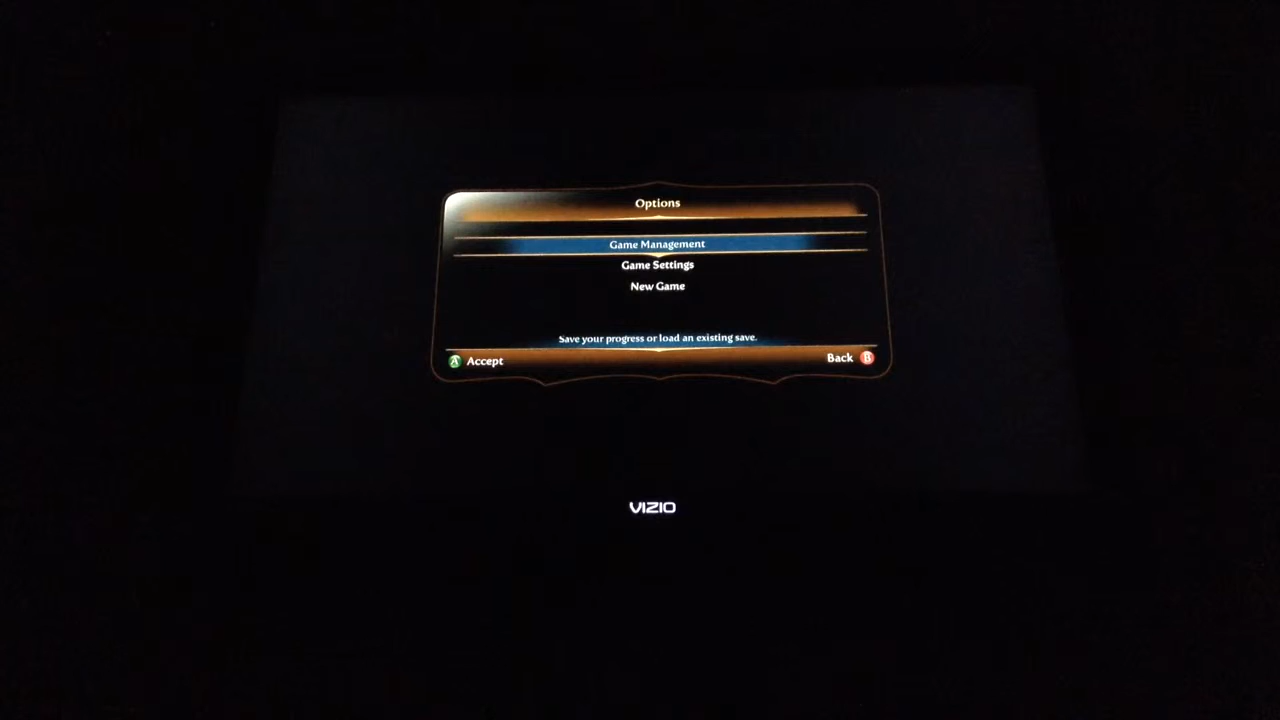 Options
Game Management
Game Settings
New Game
Save your progress or load an existing save.
A Accept
Back B
VIZIO